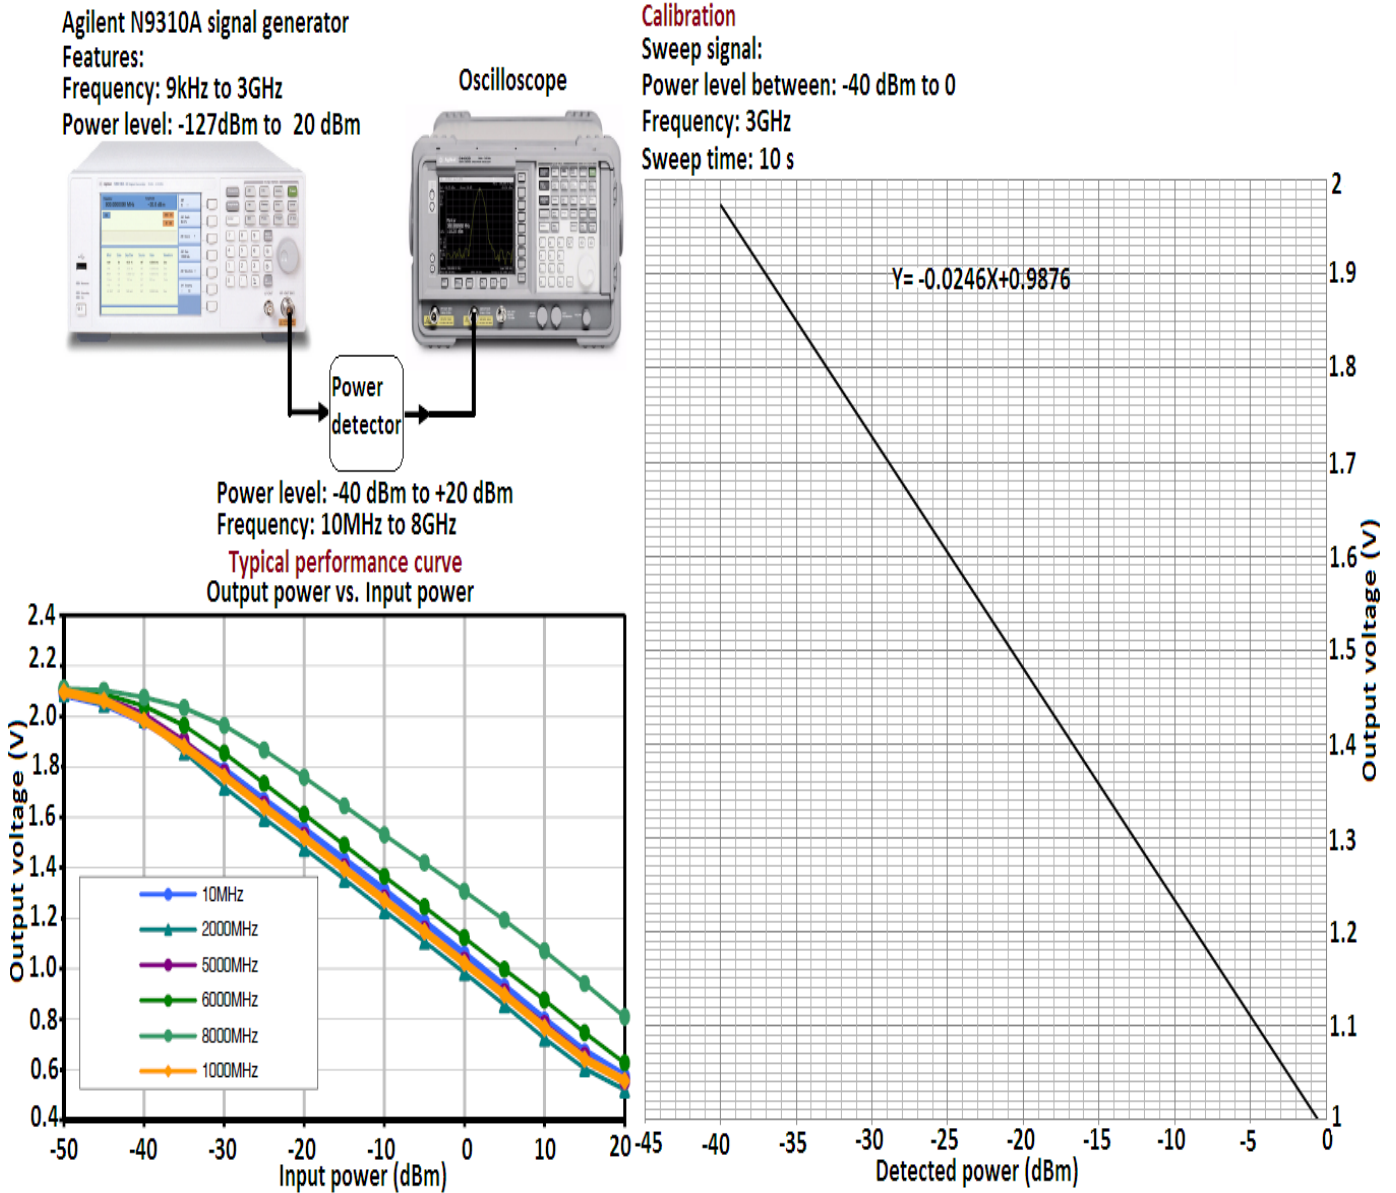 Agilent N9310A signal generator
Features:
Frequency: 9kHz to 3GHz
Power level: -127dBm to 20 dBm
Oscilloscope
Power
detector
Power level: -40 dBm to +20 dBm
Frequency: 10MHz to 8GHz
Typical performance curve
Output power vs. Input power
Output voltage (V)
2.4
2.2
2.0
1.8
1.6
1.4
1.2
1.0
0.8
0.6
0.4
10MHz
2000MHz
5000MHz
6000MHz
8000MHz
1000MHz
-50 -40 -30 -20 -10 0 10 20
Input power (dBm)
Calibration
Sweep signal:
Power level between: -40 dBm to 0
Frequency: 3GHz
Sweep time: 10 s
Y= -0.0246X+0.9876
2
1.9
1.8
1.7
1.6
1.5
1.4
1.3
1.2
1.1
1
Output voltage (V)
-45 -40 -35 -30 -25 -20 -15 -10 -5 0
Detected power (dBm)